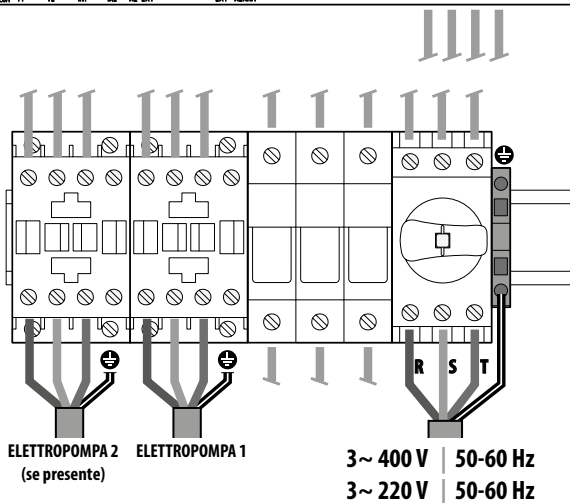 R S T
ELETTROPOMPA 2
(se presente)
ELETTROPOMPA 1
3~ 400 V | 50-60 Hz
3~ 220 V | 50-60 Hz